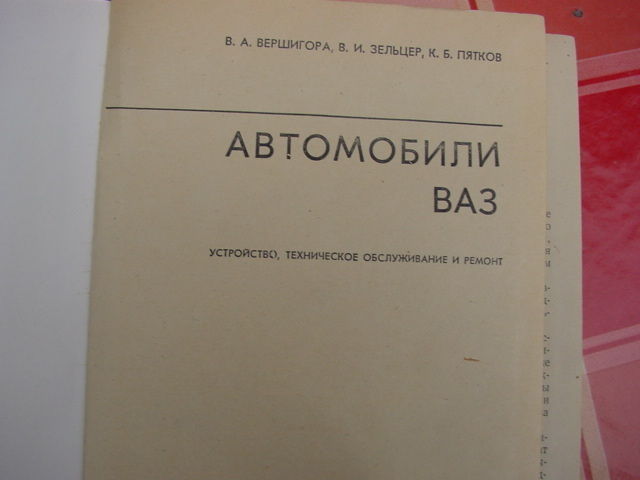 В. А. ВЕРШИГОРА, В. И. ЗЕЛЬЦЕР, К. Б. ПЯТКОВ
АВТОМОБИЛИ
ВАЗ
УСТРОЙСТВО, ТЕХНИЧЕСКОЕ ОБСЛУЖИВАНИЕ И РЕМОНТ